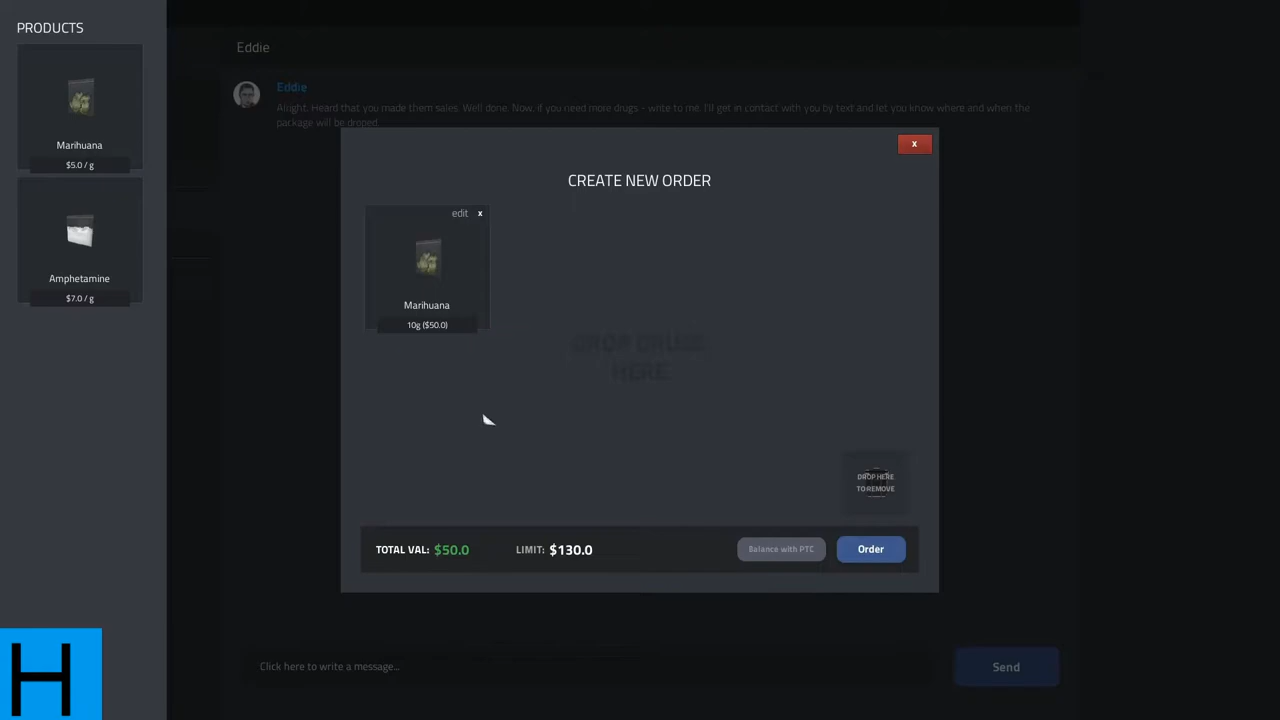 PRODUCTS
Marihuana
$5.0 / g
Amphetamine
$7.0 / g
Eddie
Eddie
Alright. Heard that you made them sales. Well done. Now, if you need more drugs - write to me. I'll get in contact with you by text and let you know where and when the
package will be droped.
x
CREATE NEW ORDER
edit x
Marihuana
10g ($50.0)
DROP DRUGS
HERE
DROP HERE
TO REMOVE
TOTAL VAL: $50.0 LIMIT: $130.0 Balance with PTC Order
Click here to write a message...
Send
H